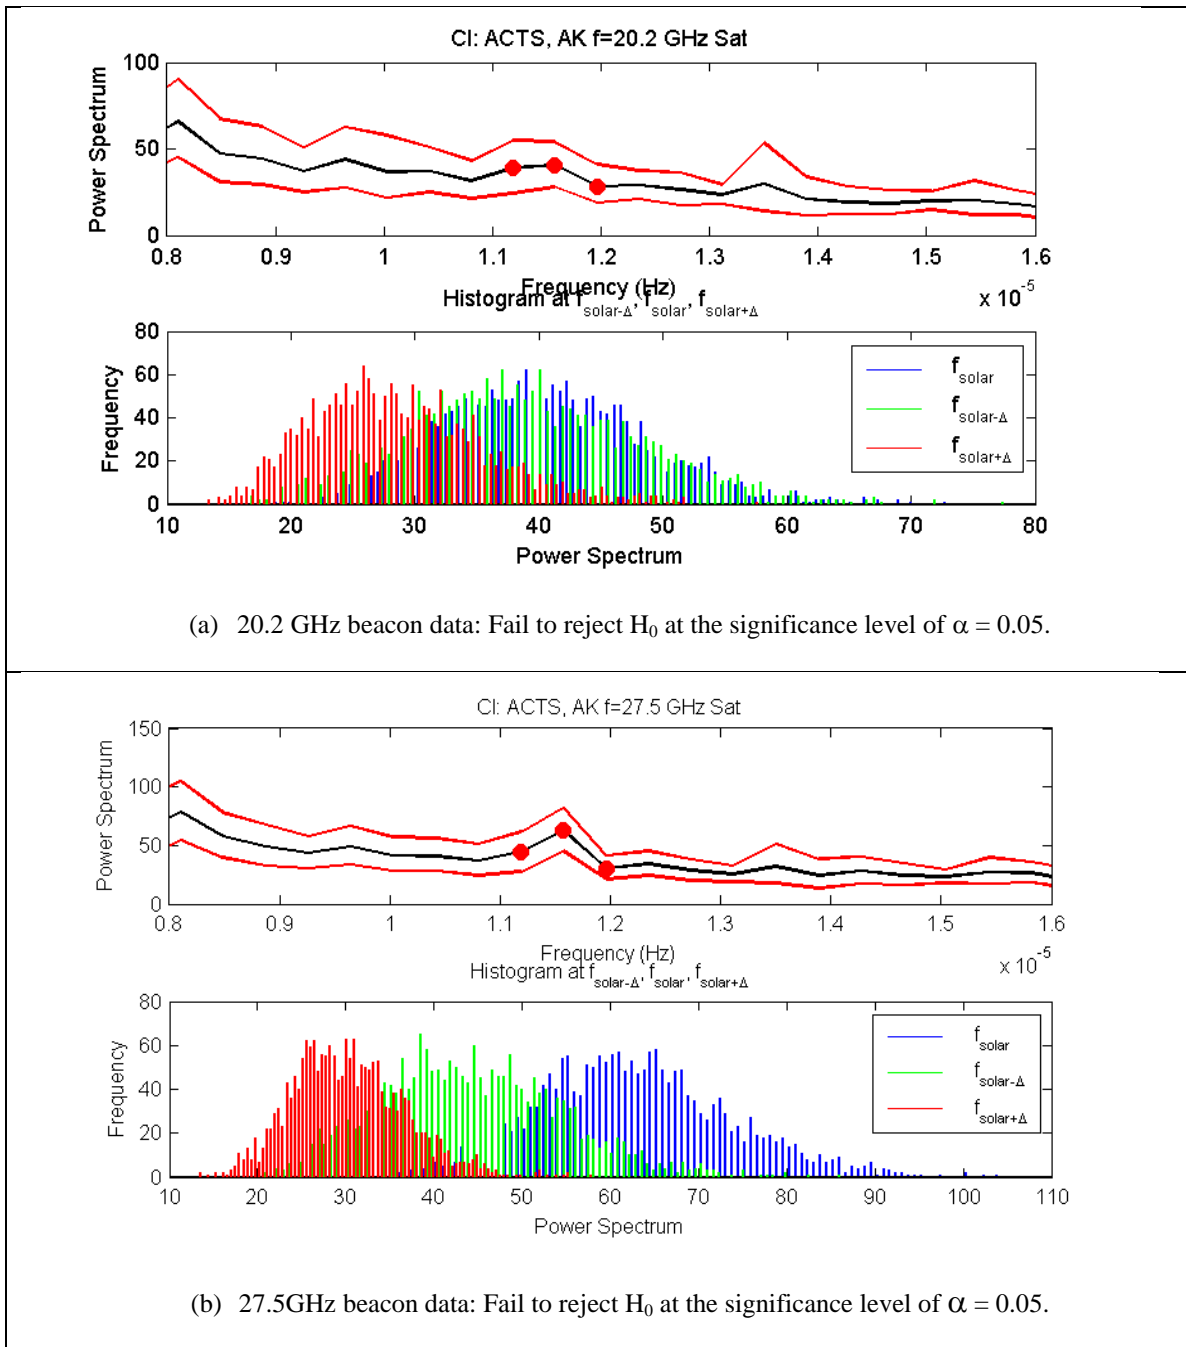 CI: ACTS, AK f=20.2 GHz Sat
Power Spectrum
100
50
0
0.8 0.9 1 1.1 1.2 1.3 1.4 1.5 1.6
Frequency (Hz)
x 10-5
Histogram at fsolar-Δ, fsolar, fsolar+Δ
Frequency
80
60
40
20
0
fsolar
fsolar-Δ
fsolar+Δ
10 20 30 40 50 60 70 80
Power Spectrum
(a) 20.2 GHz beacon data: Fail to reject H0 at the significance level of α = 0.05.
CI: ACTS, AK f=27.5 GHz Sat
Power Spectrum
150
100
50
0
0.8 0.9 1 1.1 1.2 1.3 1.4 1.5 1.6
Frequency (Hz)
x 10-5
Histogram at fsolar-Δ, fsolar, fsolar+Δ
Frequency
80
60
40
20
0
fsolar
fsolar-Δ
fsolar+Δ
10 20 30 40 50 60 70 80 90 100 110
Power Spectrum
(b) 27.5GHz beacon data: Fail to reject H0 at the significance level of α = 0.05.